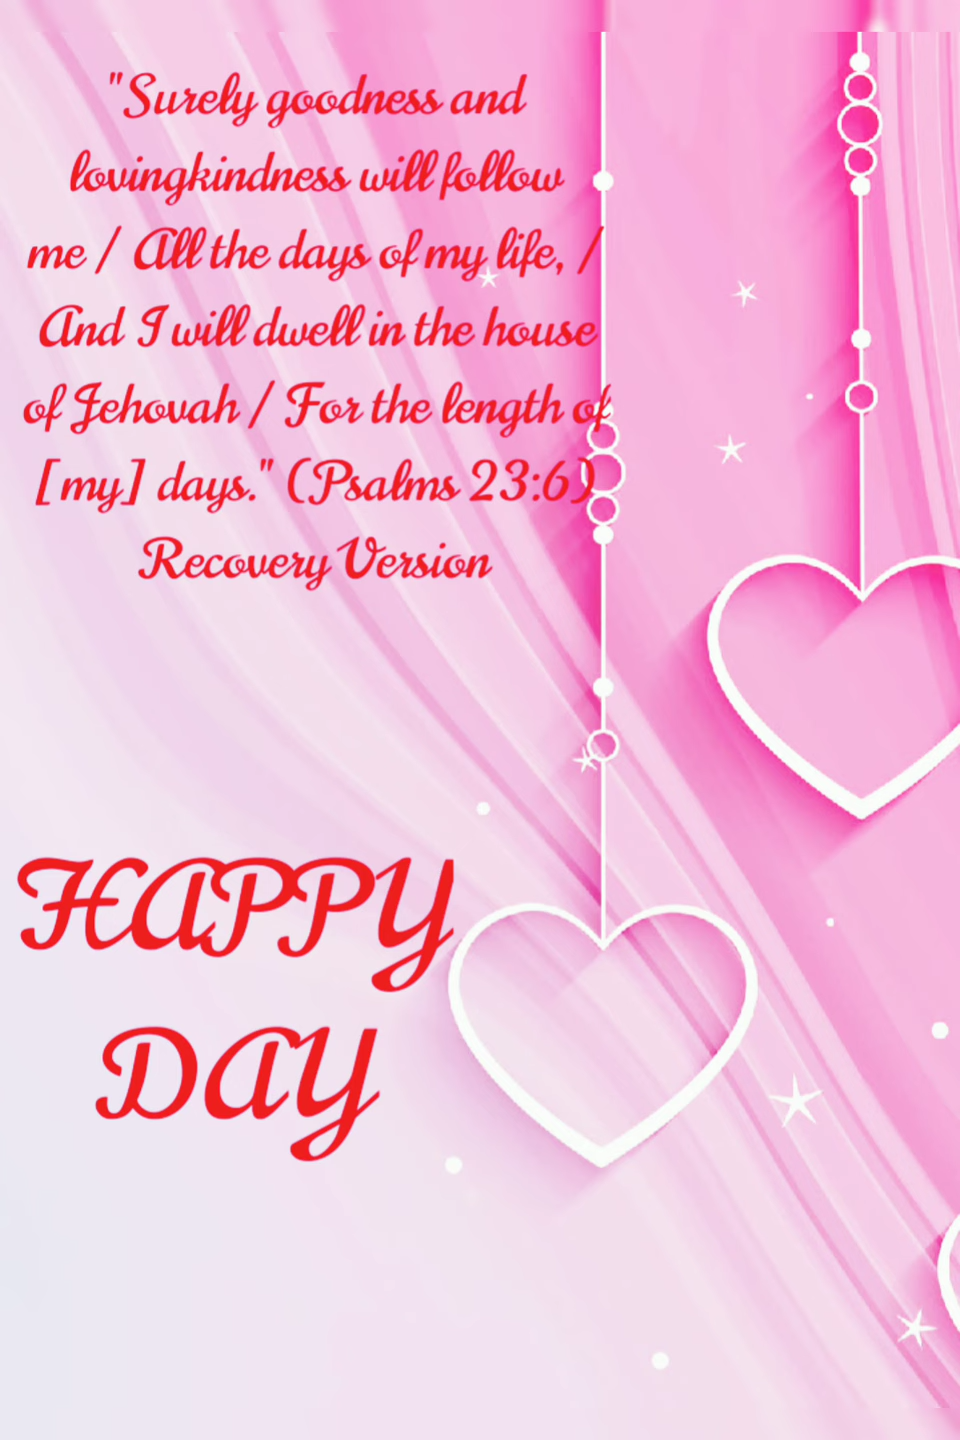 "Surely goodness and
lovingkindness will follow
me / All the days of my life, /
And I will dwell in the house
of Jehovah / For the length of
[my] days." (Psalms 23:6)
Recovery Version
HAPPY
DAY